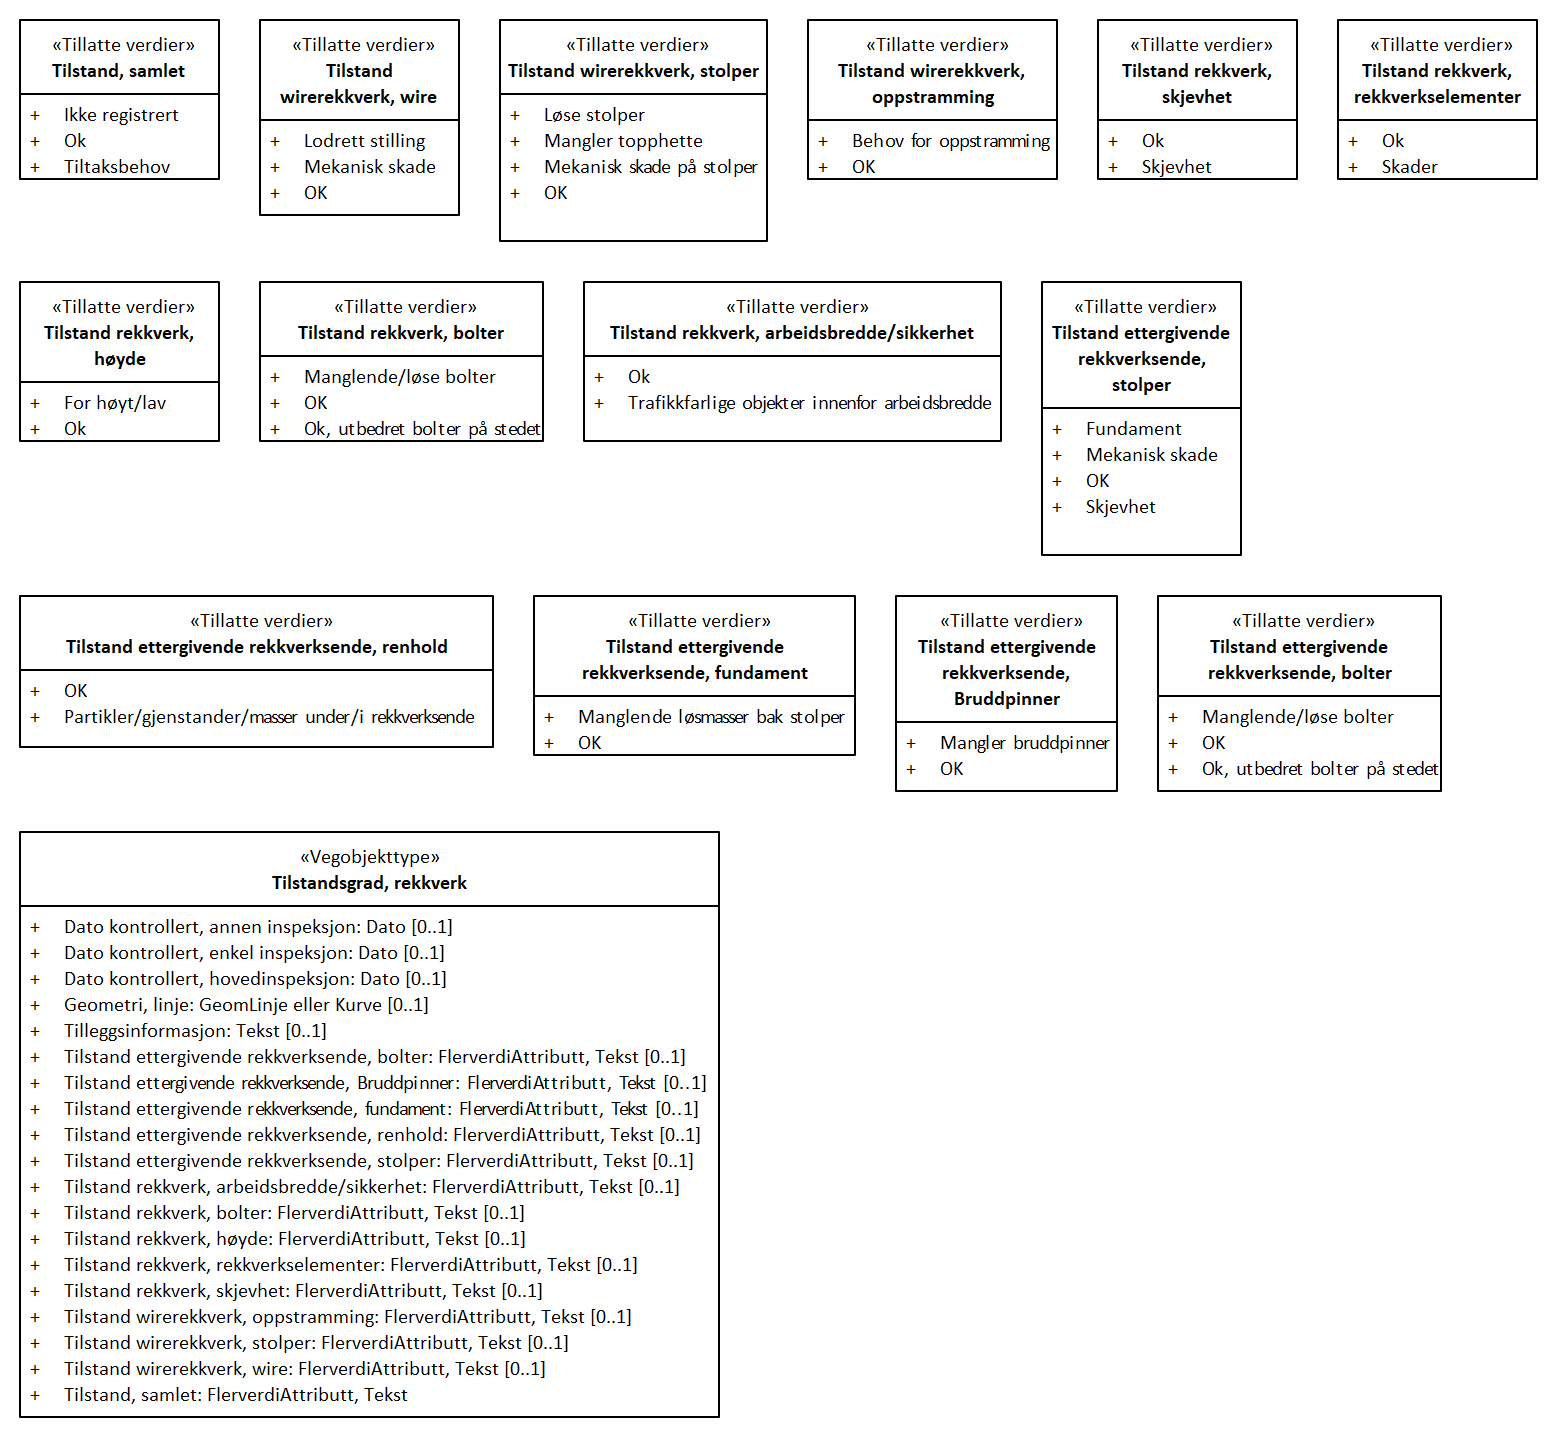 «Tillatte verdier»
Tilstand, samlet
+ Ikke registrert
+ Ok
+ Tiltaksbehov
«Tillatte verdier»
Tilstand
wirerekkverk, wire
+ Lodrett stilling
+ Mekanisk skade
+ OK
«Tillatte verdier»
Tilstand wirerekkverk, stolper
+ Løse stolper
+ Mangler topphette
+ Mekanisk skade på stolper
+ OK
«Tillatte verdier»
Tilstand wirerekkverk,
oppstramming
+ Behov for oppstramming
+ OK
«Tillatte verdier»
Tilstand rekkverk,
skjevhet
+ Ok
+ Skjevhet
«Tillatte verdier»
Tilstand rekkverk,
rekkverkselementer
+ Ok
+ Skader
«Tillatte verdier»
Tilstand rekkverk,
høyde
+ For høyt/lav
+ Ok
«Tillatte verdier»
Tilstand rekkverk, bolter
+ Manglende/løse bolter
+ OK
+ Ok, utbedret bolter på stedet
«Tillatte verdier»
Tilstand rekkverk, arbeidsbredde/sikkerhet
+ Ok
+ Trafikkfarlige objekter innenfor arbeidsbredde
«Tillatte verdier»
Tilstand ettergivende
rekkverksende,
stolper
+ Fundament
+ Mekanisk skade
+ OK
+ Skjevhet
«Tillatte verdier»
Tilstand ettergivende rekkverksende, renhold
+ OK
+ Partikler/gjenstander/masser under/i rekkverksende
«Tillatte verdier»
Tilstand ettergivende
rekkverksende, fundament
+ Manglende løsmasser bak stolper
+ OK
«Tillatte verdier»
Tilstand ettergivende
rekkverksende,
Bruddpinner
+ Mangler bruddpinner
+ OK
«Tillatte verdier»
Tilstand ettergivende
rekkverksende, bolter
+ Manglende/løse bolter
+ OK
+ Ok, utbedret bolter på stedet
«Vegobjekttype»
Tilstandsgrad, rekkverk
+ Dato kontrollert, annen inspeksjon: Dato [0..1]
+ Dato kontrollert, enkel inspeksjon: Dato [0..1]
+ Dato kontrollert, hovedinspeksjon: Dato [0..1]
+ Geometri, linje: GeomLinje eller Kurve [0..1]
+ Tilleggsinformasjon: Tekst [0..1]
+ Tilstand ettergivende rekkverksende, bolter: FlerverdiAttributt, Tekst [0..1]
+ Tilstand ettergivende rekkverksende, Bruddpinner: FlerverdiAttributt, Tekst [0..1]
+ Tilstand ettergivende rekkverksende, fundament: FlerverdiAttributt, Tekst [0..1]
+ Tilstand ettergivende rekkverksende, renhold: FlerverdiAttributt, Tekst [0..1]
+ Tilstand ettergivende rekkverksende, stolper: FlerverdiAttributt, Tekst [0..1]
+ Tilstand rekkverk, arbeidsbredde/sikkerhet: FlerverdiAttributt, Tekst [0..1]
+ Tilstand rekkverk, bolter: FlerverdiAttributt, Tekst [0..1]
+ Tilstand rekkverk, høyde: FlerverdiAttributt, Tekst [0..1]
+ Tilstand rekkverk, rekkverkselementer: FlerverdiAttributt, Tekst [0..1]
+ Tilstand rekkverk, skjevhet: FlerverdiAttributt, Tekst [0..1]
+ Tilstand wirerekkverk, oppstramming: FlerverdiAttributt, Tekst [0..1]
+ Tilstand wirerekkverk, stolper: FlerverdiAttributt, Tekst [0..1]
+ Tilstand wirerekkverk, wire: FlerverdiAttributt, Tekst [0..1]
+ Tilstand, samlet: FlerverdiAttributt, Tekst